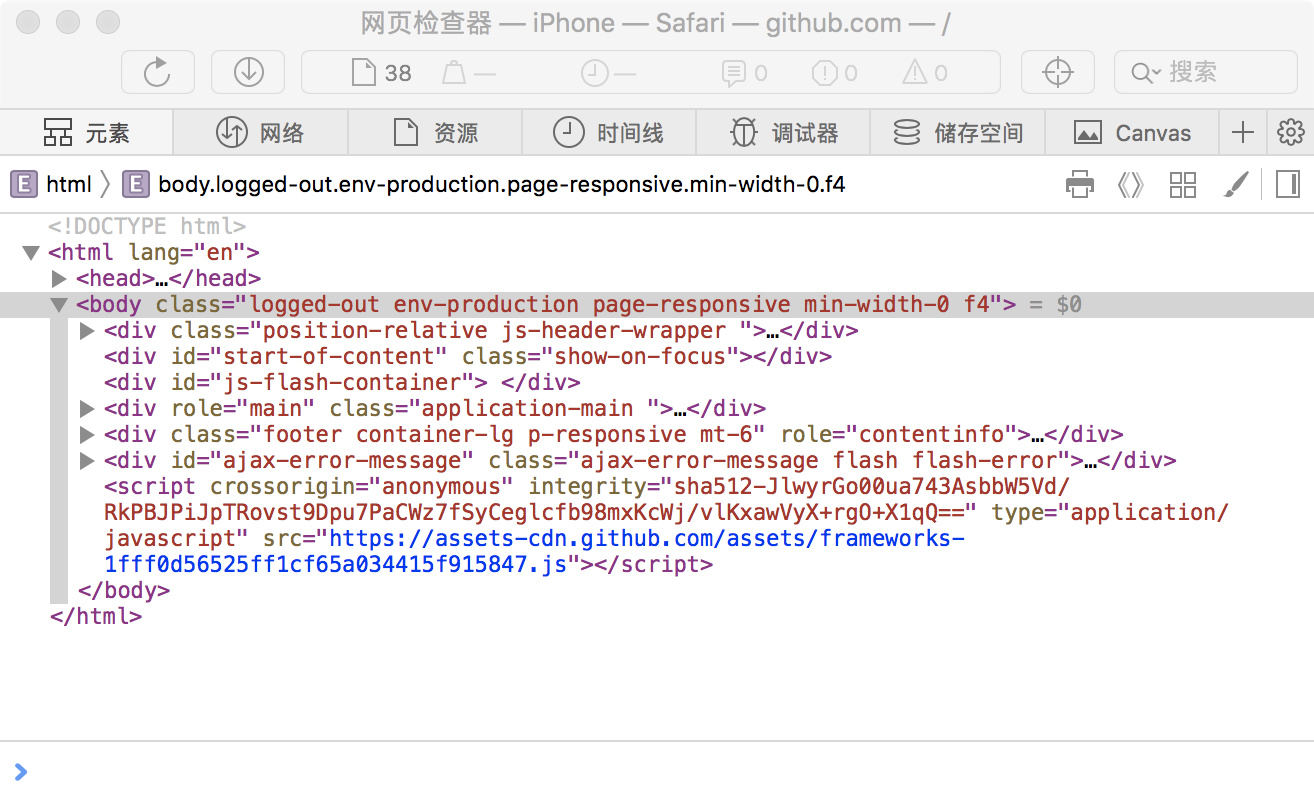 网页检查器 — iPhone — Safari — github.com — /
38 — — 0 0 0 搜索
元素 网络 资源 时间线 调试器 储存空间 Canvas
E html E body.logged-out.env-production.page-responsive.min-width-0.f4
<!DOCTYPE html>
<html lang="en">
<head>…</head>
<body class="logged-out env-production page-responsive min-width-0 f4"> = $0
<div class="position-relative js-header-wrapper ">…</div>
<div id="start-of-content" class="show-on-focus"></div>
<div id="js-flash-container"> </div>
<div role="main" class="application-main ">…</div>
<div class="footer container-lg p-responsive mt-6" role="contentinfo">…</div>
<div id="ajax-error-message" class="ajax-error-message flash flash-error">…</div>
<script crossorigin="anonymous" integrity="sha512-JlwyrGo00ua743AsbbW5Vd/
RkPBJPiJpTRovst9Dpu7PaCWz7fSyCeglcfb98mxKcWj/vlKxawVyX+rgO+X1qQ==" type="application/
javascript" src="https://assets-cdn.github.com/assets/frameworks-
1fff0d56525ff1cf65a034415f915847.js"></script>
</body>
</html>